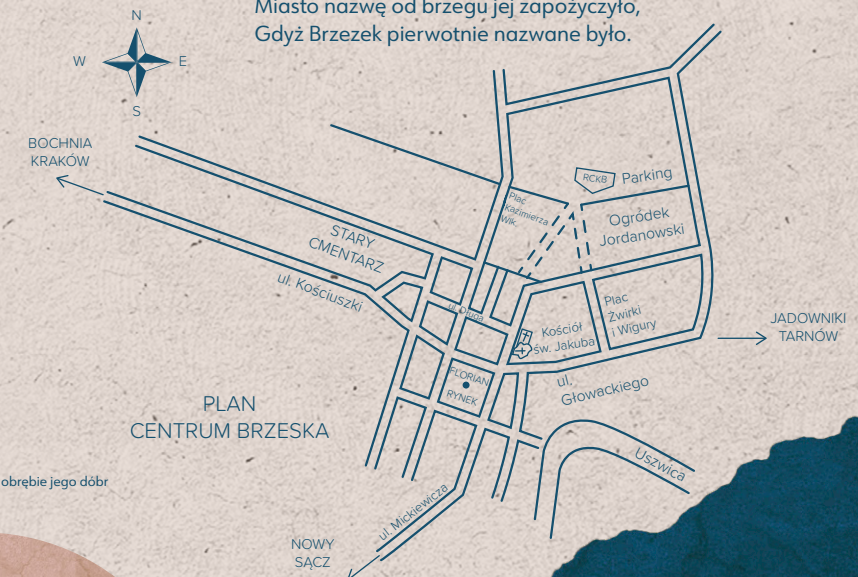 Miasto nazwę od brzegu jej zapożyczyło,
Gdyż Brzezek pierwotnie nazwane było.
N
W
E
S
BOCHNIA
KRAKÓW
RCKB
Parking
Plac
Kazimierza
Wlk.
Ogródek
Jordanowski
STARY
CMENTARZ
ul. Kościuszki
ul. Długa
Plac
Żwirki
i Wigury
Kościół
św. Jakuba
JADOWNIKI
TARNÓW
FLORIAN
RYNEK
ul.
Głowackiego
PLAN
CENTRUM BRZESKA
Uszwica
obrębie jego dóbr
ul. Mickiewicza
NOWY
SĄCZ